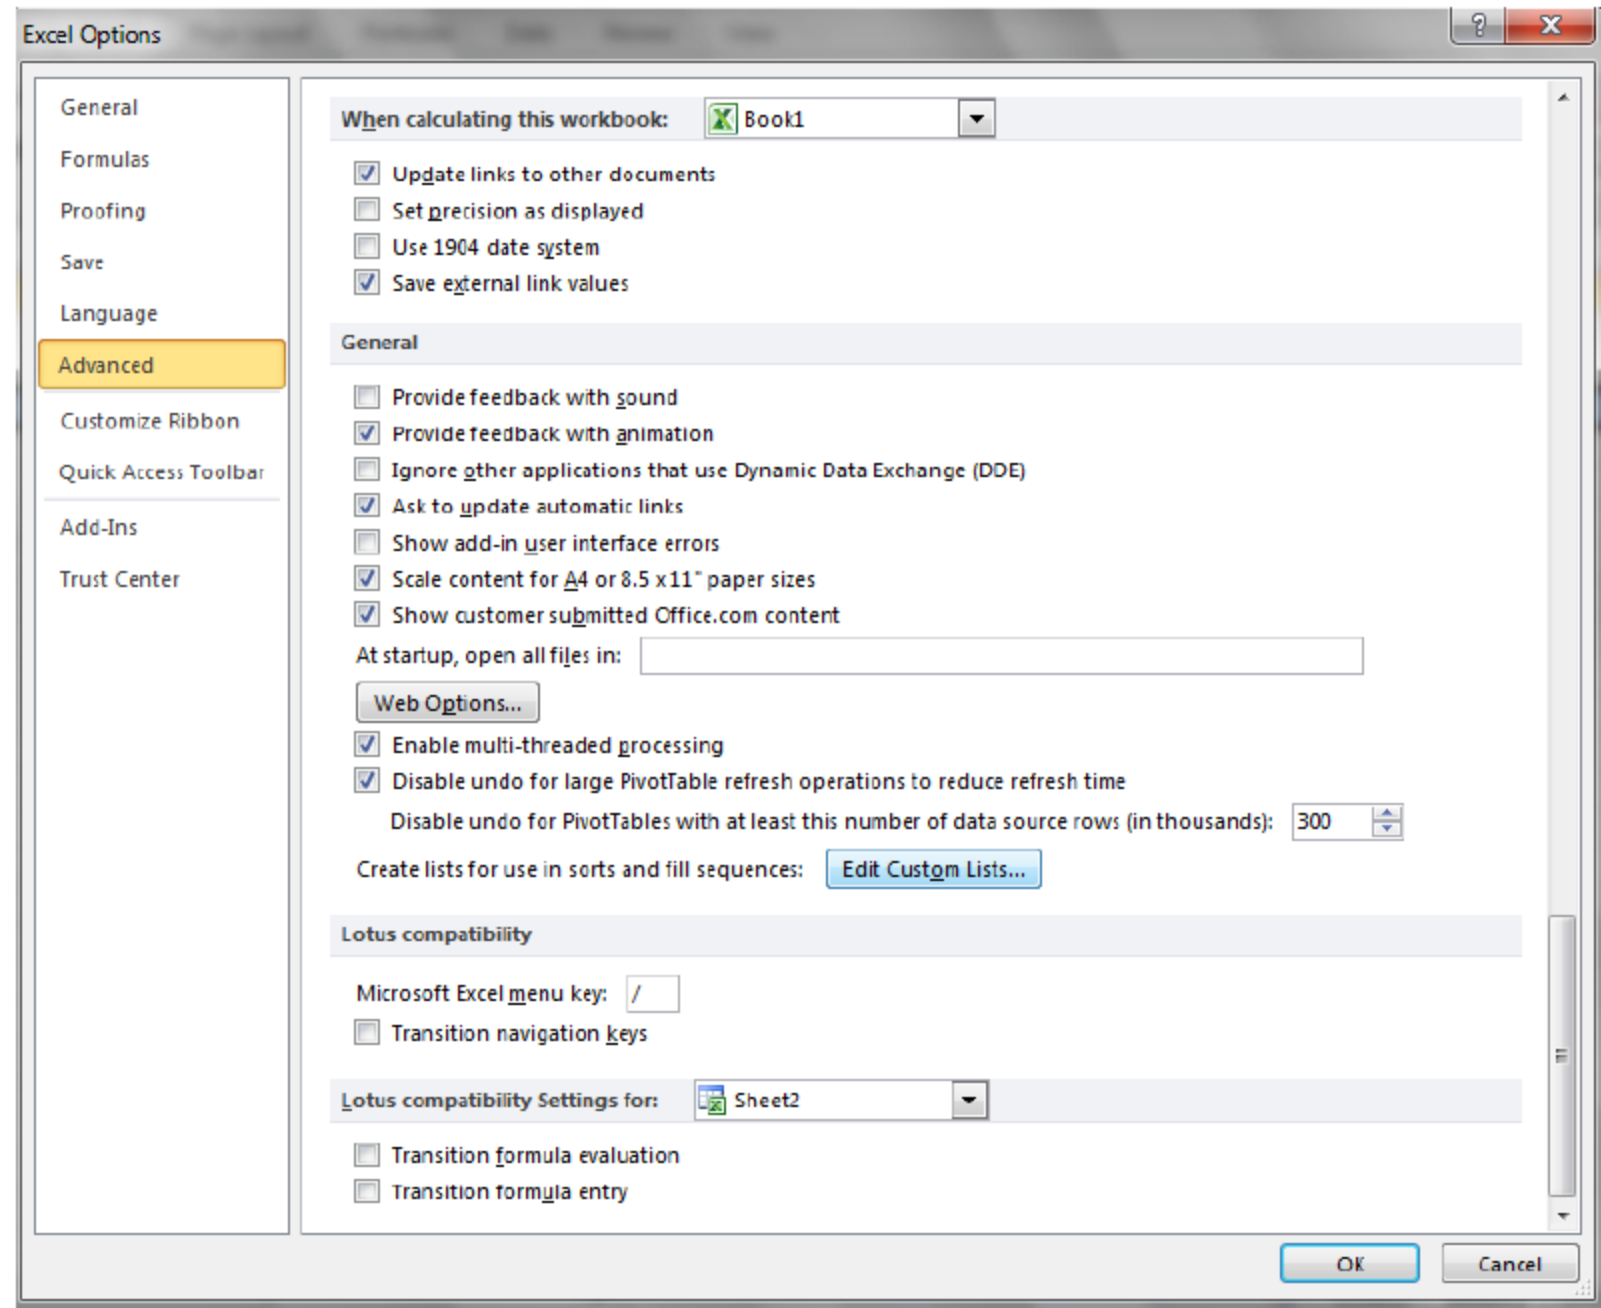 Excel Options
General
Formulas
Proofing
Save
Language
Advanced
Customize Ribbon
Quick Access Toolbar
Add-Ins
Trust Center
When calculating this workbook: Book1
Update links to other documents
Set precision as displayed
Use 1904 date system
Save external link values
General
Provide feedback with sound
Provide feedback with animation
Ignore other applications that use Dynamic Data Exchange (DDE)
Ask to update automatic links
Show add-in user interface errors
Scale content for A4 or 8.5 x 11" paper sizes
Show customer submitted Office.com content
At startup, open all files in:
Web Options...
Enable multi-threaded processing
Disable undo for large PivotTable refresh operations to reduce refresh time
Disable undo for PivotTables with at least this number of data source rows (in thousands): 300
Create lists for use in sorts and fill sequences: Edit Custom Lists...
Lotus compatibility
Microsoft Excel menu key: /
Transition navigation keys
Lotus compatibility Settings for: Sheet2
Transition formula evaluation
Transition formula entry
OK Cancel